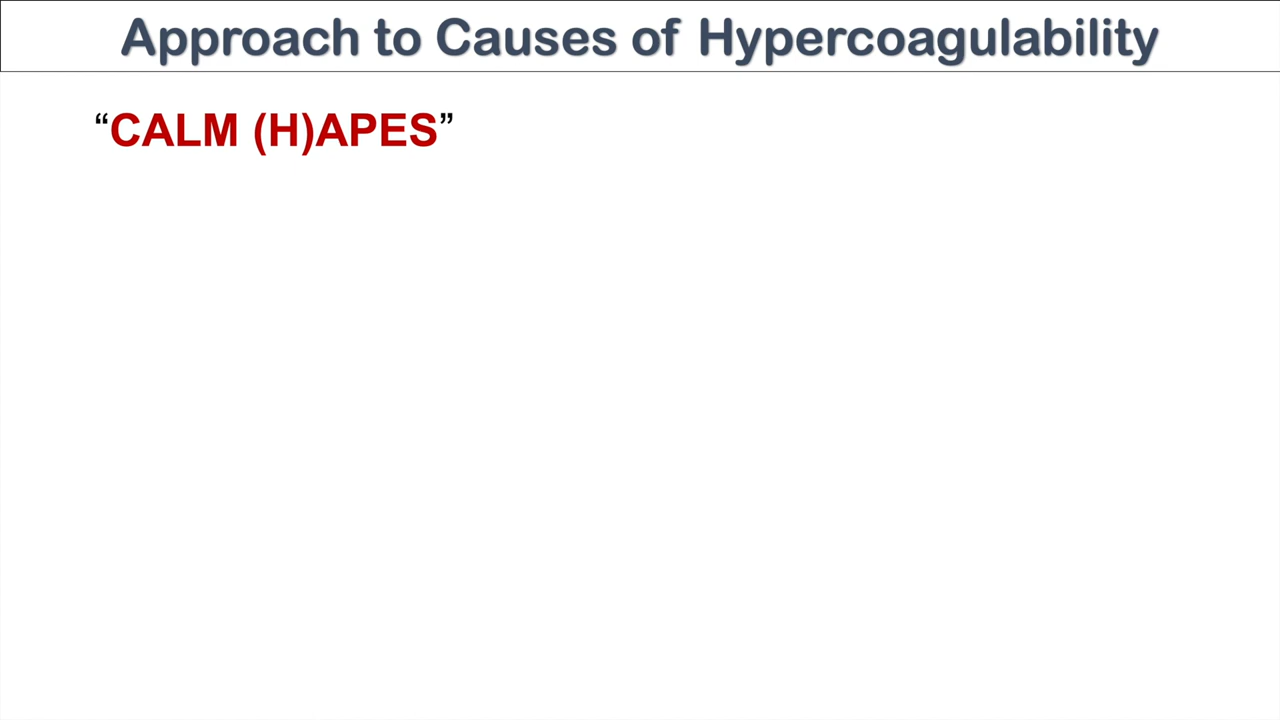 Approach to Causes of Hypercoagulability
“CALM (H)APES”